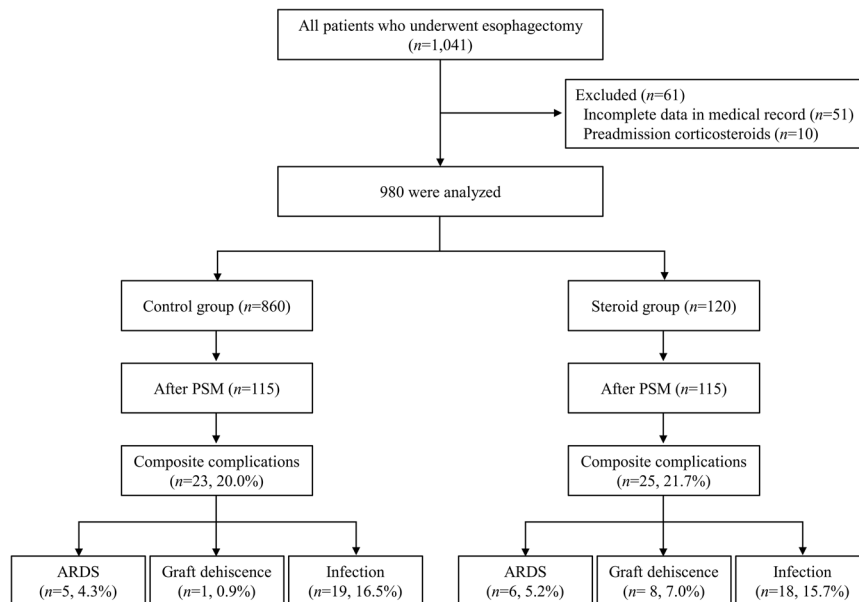 All patients who underwent esophagectomy
(n=1,041)
Excluded (n=61)
Incomplete data in medical record (n=51)
Preadmission corticosteroids (n=10)
980 were analyzed
Control group (n=860)
Steroid group (n=120)
After PSM (n=115)
After PSM (n=115)
Composite complications
(n=23, 20.0%)
Composite complications
(n=25, 21.7%)
ARDS
(n=5, 4.3%)
Graft dehiscence
(n=1, 0.9%)
Infection
(n=19, 16.5%)
ARDS
(n=6, 5.2%)
Graft dehiscence
(n= 8, 7.0%)
Infection
(n=18, 15.7%)